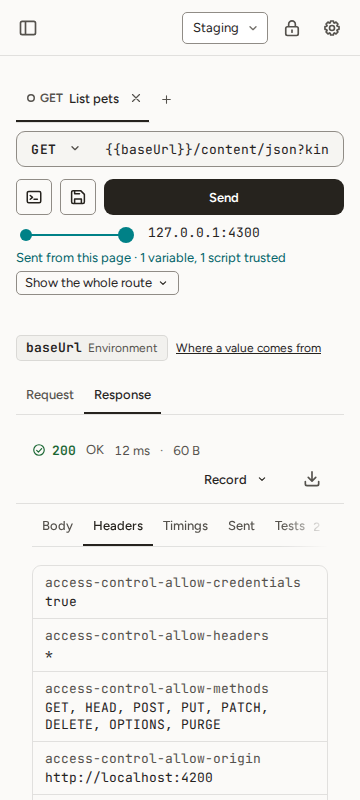 Staging
GET List pets
GET {{baseUrl}}/content/json?kin
Send
127.0.0.1:4300
Sent from this page · 1 variable, 1 script trusted
Show the whole route
baseUrl Environment Where a value comes from
Request Response
200 OK 12 ms · 60 B
Record
Body Headers Timings Sent Tests 2
access-control-allow-credentials
true
access-control-allow-headers
*
access-control-allow-methods
GET, HEAD, POST, PUT, PATCH,
DELETE, OPTIONS, PURGE
access-control-allow-origin
http://localhost:4200